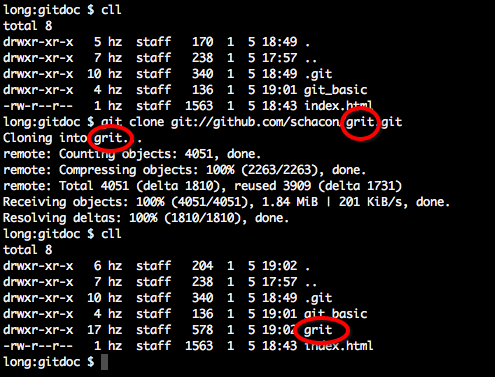 long:gitdoc $ cll
total 8
drwxr-xr-x 5 hz staff 170 1 5 18:49 .
drwxr-xr-x 7 hz staff 238 1 5 17:57 ..
drwxr-xr-x 10 hz staff 340 1 5 18:49 .git
drwxr-xr-x 4 hz staff 136 1 5 19:01 git_basic
-rw-r--r-- 1 hz staff 1563 1 5 18:43 index.html
long:gitdoc $ git clone git://github.com/schacon/grit.git
Cloning into grit...
remote: Counting objects: 4051, done.
remote: Compressing objects: 100% (2263/2263), done.
remote: Total 4051 (delta 1810), reused 3909 (delta 1731)
Receiving objects: 100% (4051/4051), 1.84 MiB | 201 KiB/s, done.
Resolving deltas: 100% (1810/1810), done.
long:gitdoc $ cll
total 8
drwxr-xr-x 6 hz staff 204 1 5 19:02 .
drwxr-xr-x 7 hz staff 238 1 5 17:57 ..
drwxr-xr-x 10 hz staff 340 1 5 18:49 .git
drwxr-xr-x 4 hz staff 136 1 5 19:01 git_basic
drwxr-xr-x 17 hz staff 578 1 5 19:02 grit
-rw-r--r-- 1 hz staff 1563 1 5 18:43 index.html
long:gitdoc $